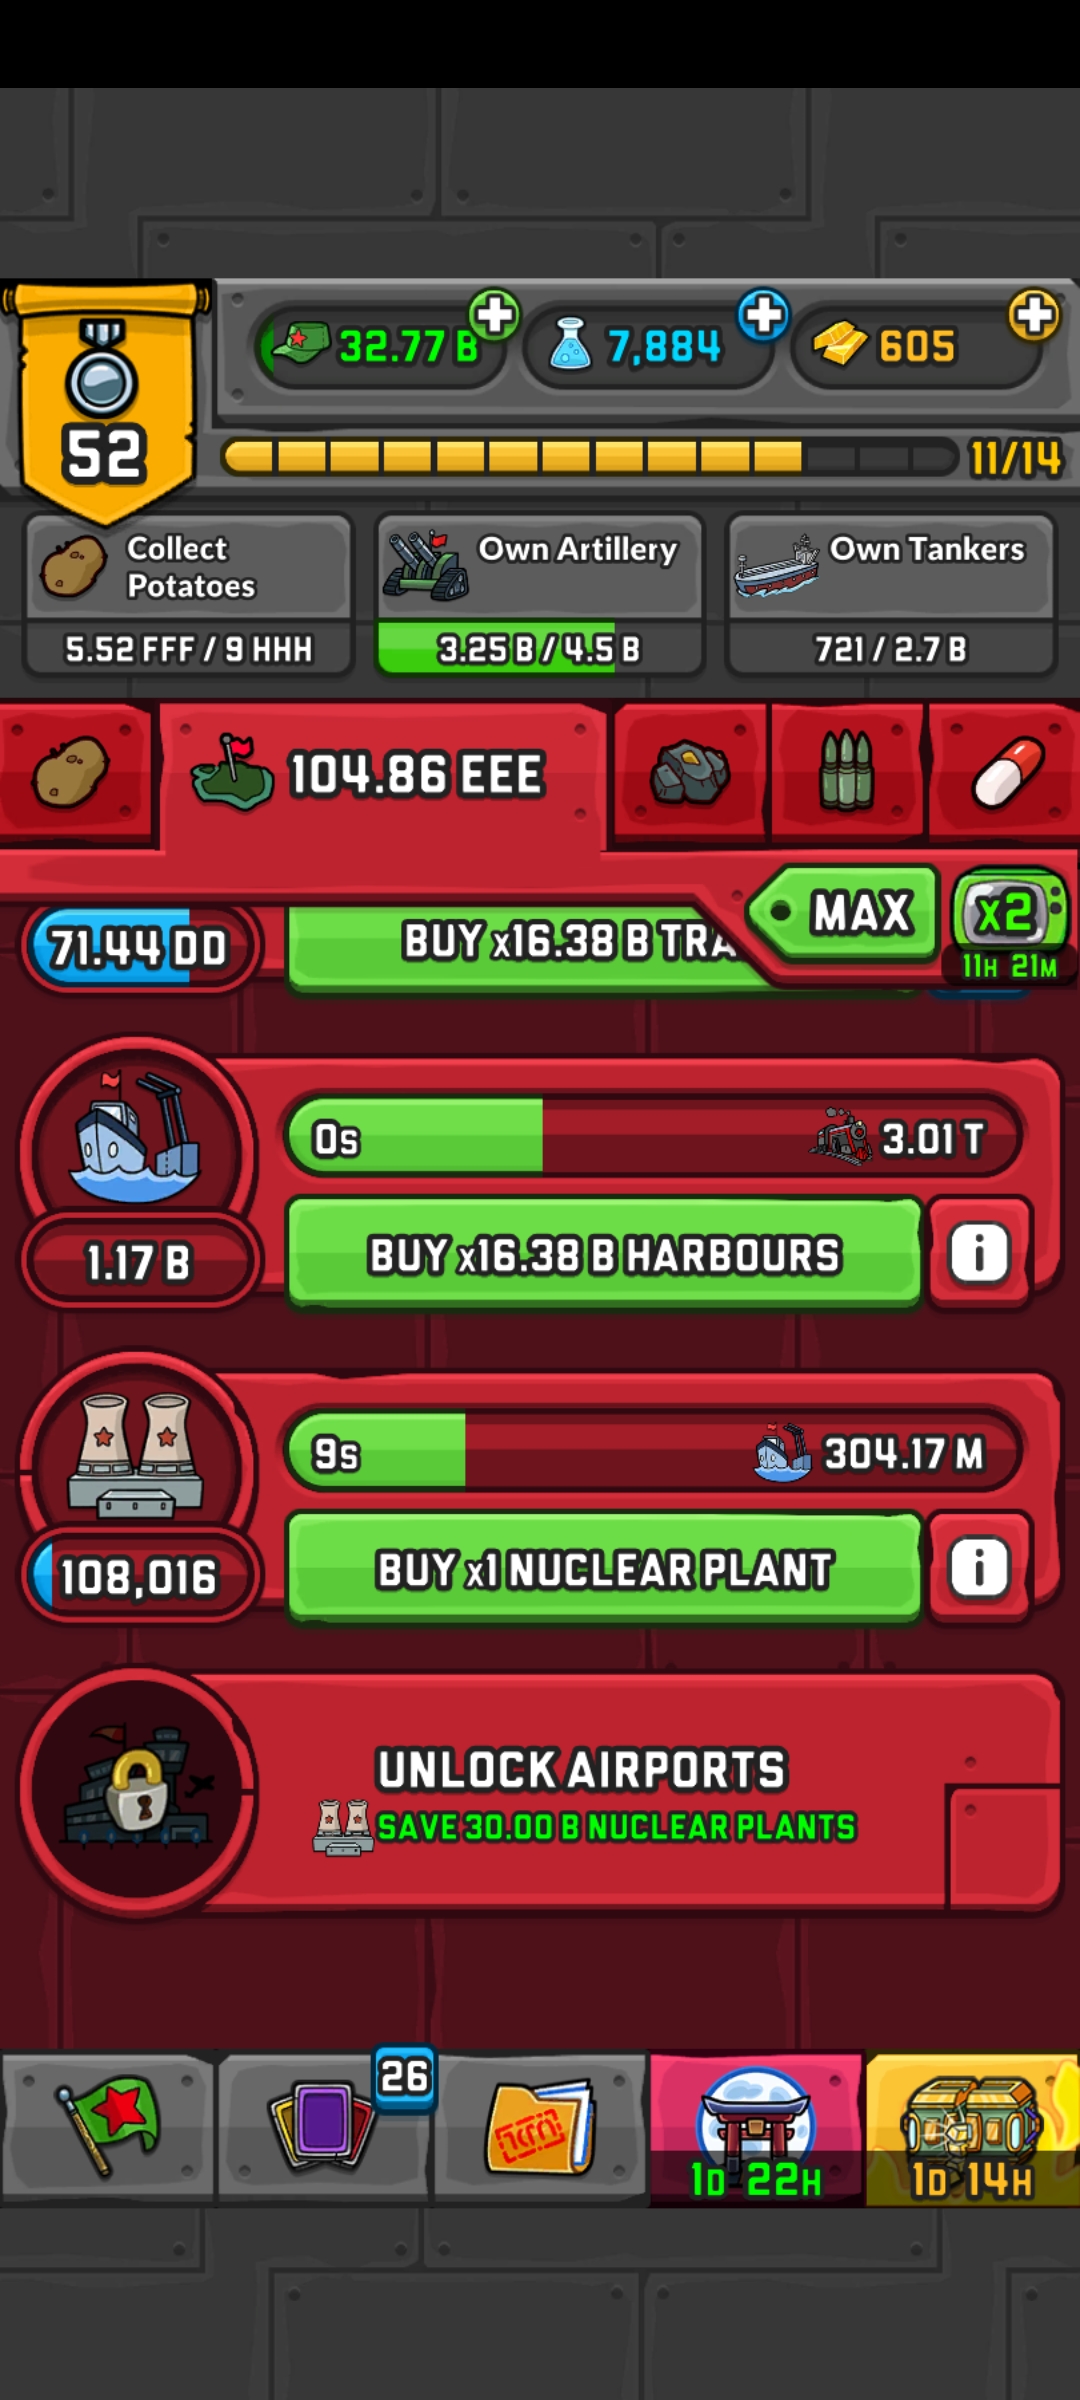 32.77 B
7,884
605
52
11/14
Collect
Potatoes
Own Artillery
Own Tankers
5.52 FFF / 9 HHH
3.25 B / 4.5 B
721 / 2.7 B
104.86 EEE
MAX
x2
11H 21M
71.44 DD
BUY x16.38 B TRA
0s
3.01 T
1.17 B
BUY x16.38 B HARBOURS
i
9s
304.17 M
108,016
BUY x1 NUCLEAR PLANT
i
UNLOCK AIRPORTS
SAVE 30.00 B NUCLEAR PLANTS
26
1D 22H
1D 14H